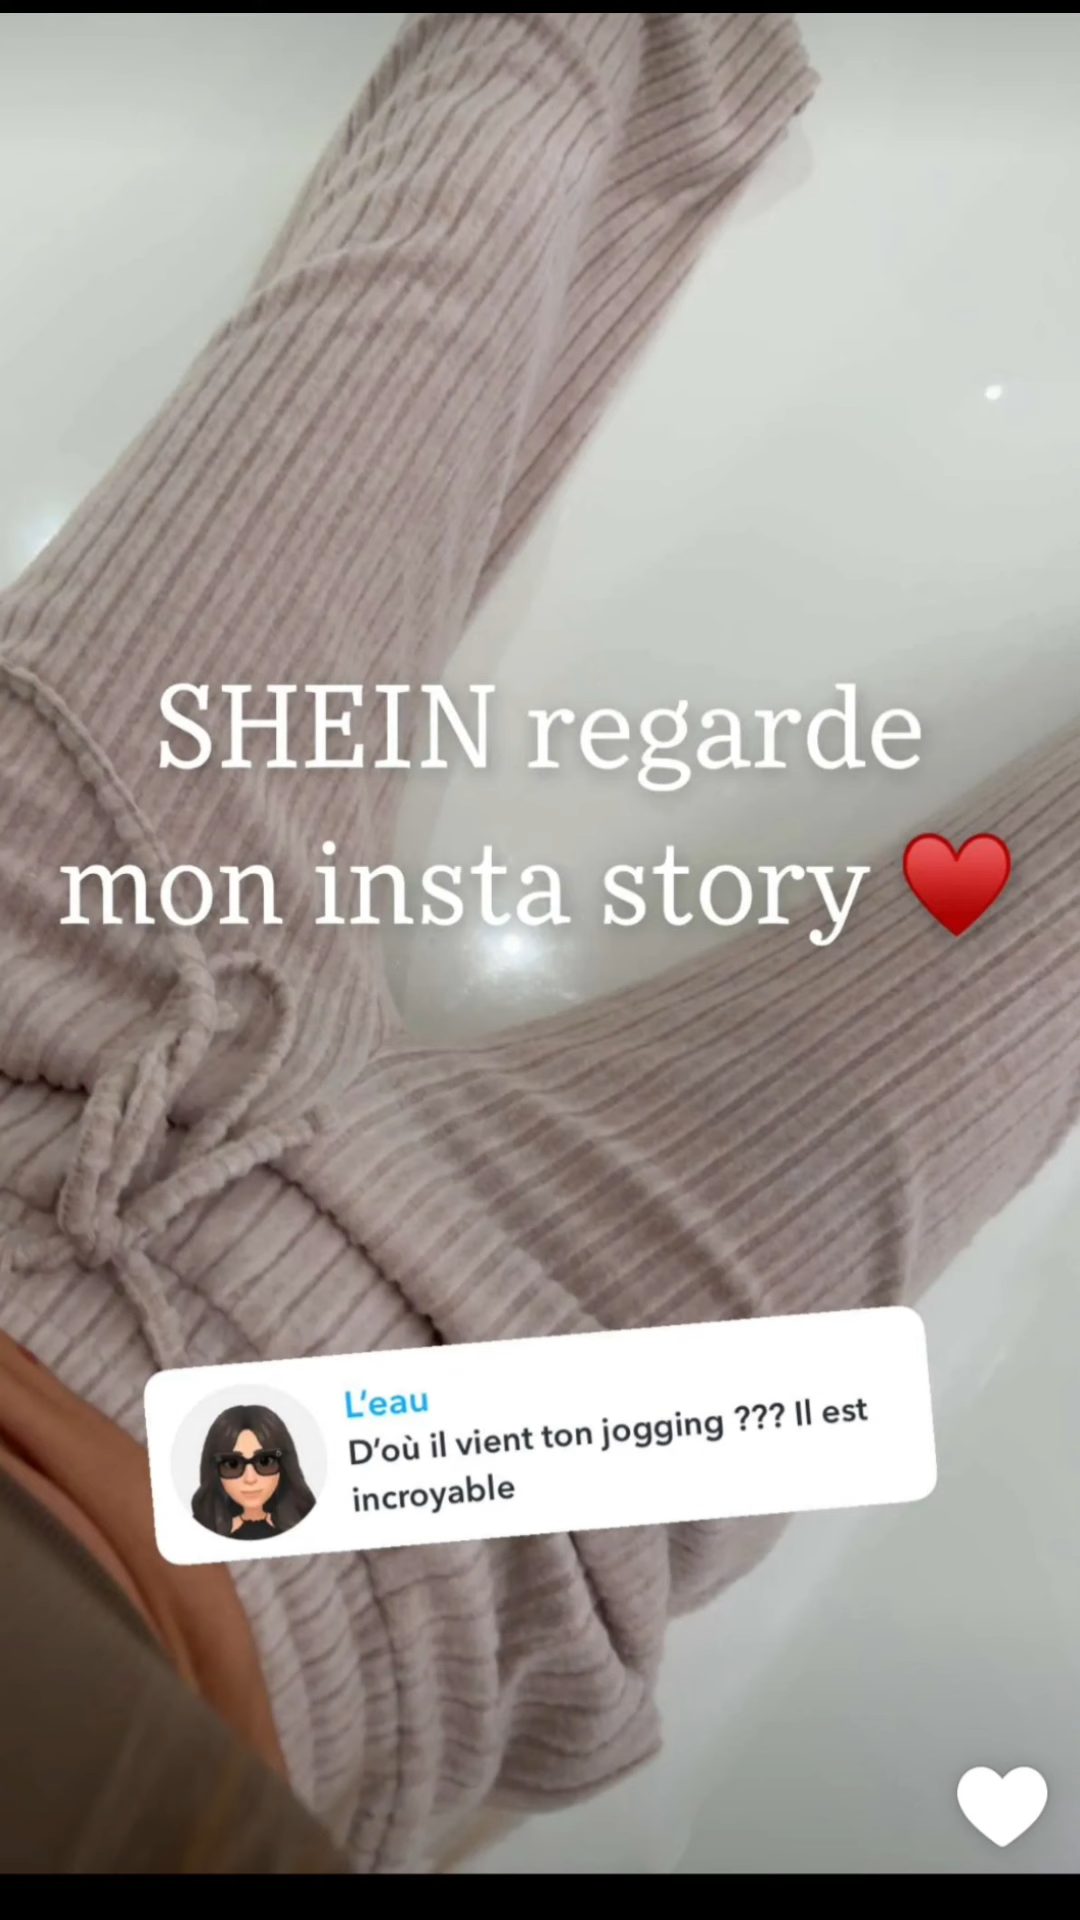 SHEIN regarde
mon insta story ♥️
L’eau
D’où il vient ton jogging ??? Il est
incroyable